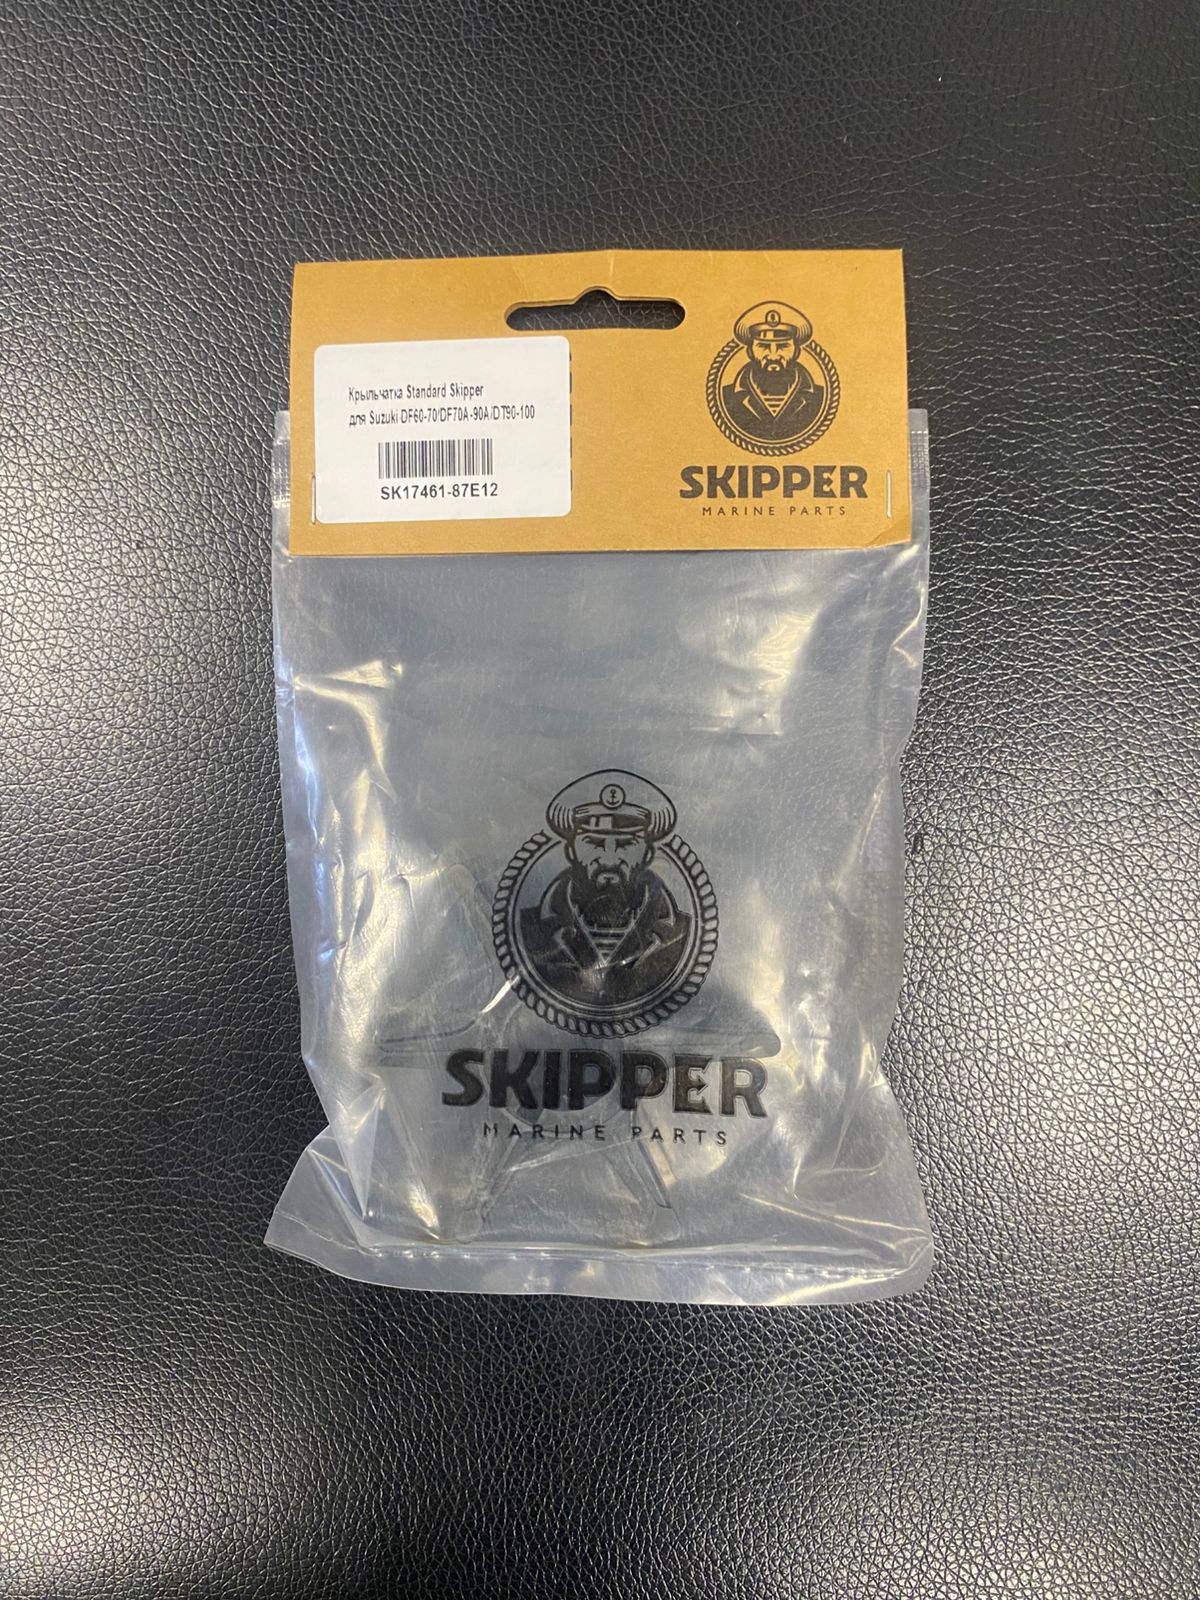 Крыльчатка Standard Skipper
для Suzuki DF60-70/DF70A-90A/DT90-100
SK17461-87E12
SKIPPER
MARINE PARTS
SKIPPER
MARINE PARTS